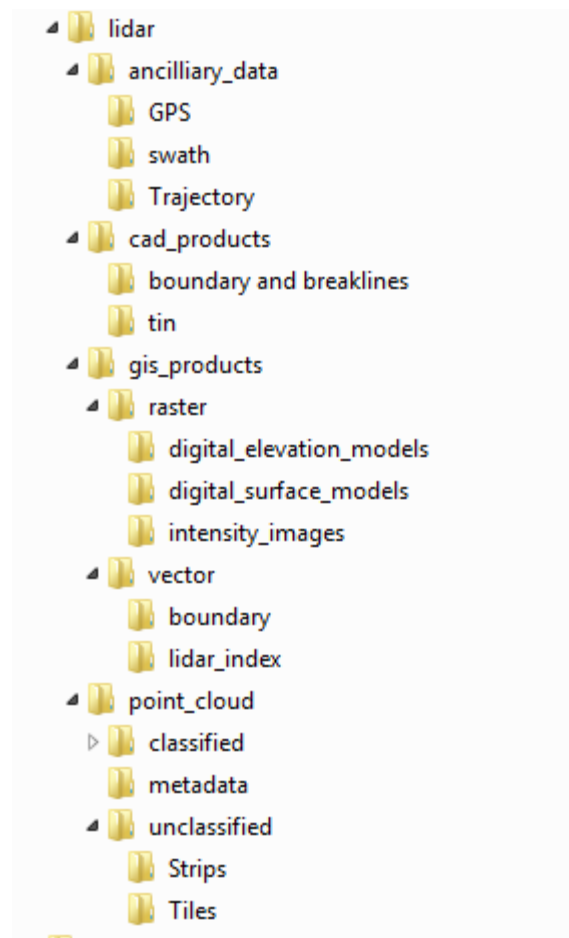 lidar
ancilliary_data
GPS
swath
Trajectory
cad_products
boundary and breaklines
tin
gis_products
raster
digital_elevation_models
digital_surface_models
intensity_images
vector
boundary
lidar_index
point_cloud
classified
metadata
unclassified
Strips
Tiles